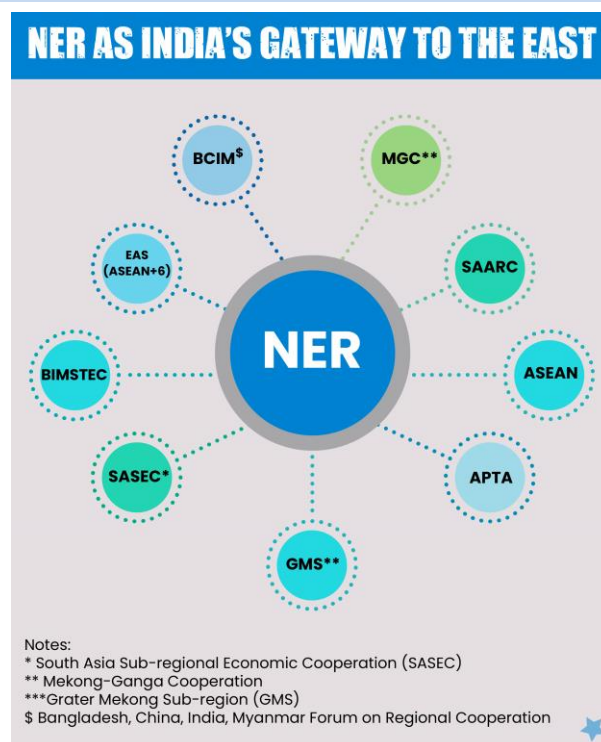 NER AS INDIA'S GATEWAY TO THE EAST
BCIM$
MGC**
EAS
(ASEAN+6)
SAARC
NER
BIMSTEC
ASEAN
SASEC*
APTA
GMS**
Notes:
* South Asia Sub-regional Economic Cooperation (SASEC)
** Mekong-Ganga Cooperation
***Grater Mekong Sub-region (GMS)
$ Bangladesh, China, India, Myanmar Forum on Regional Cooperation